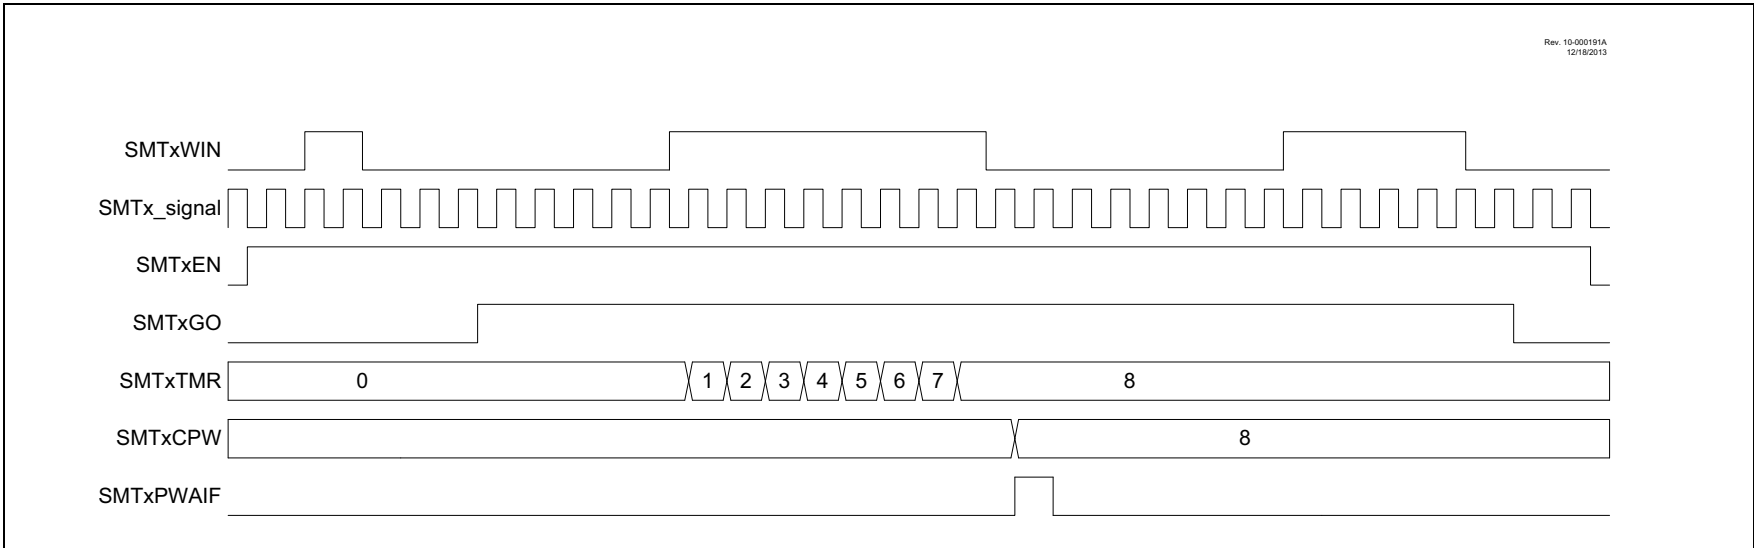 Rev. 10-000191A
12/18/2013
SMTxWIN
SMTx_signal
SMTxEN
SMTxGO
SMTxTMR 0 1 2 3 4 5 6 7 8
SMTxCPW 8
SMTxPWAIF